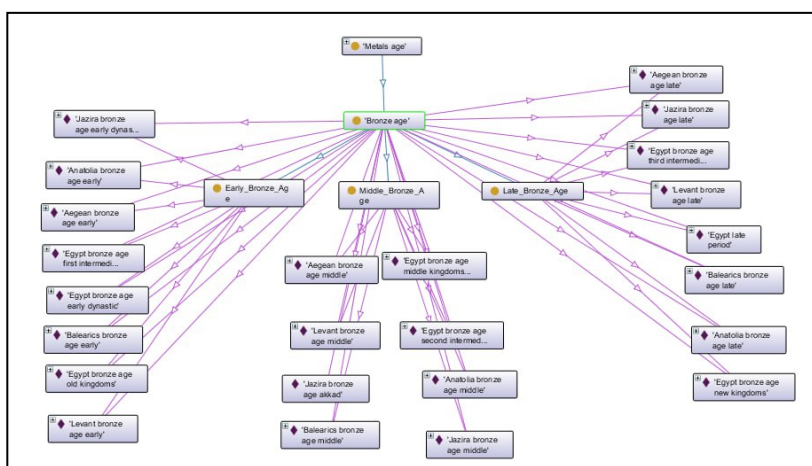 'Metals age'
'Bronze age'
'Jazira bronze
age early dynas...
'Anatolia bronze
age early'
'Aegean bronze
age early'
'Egypt bronze age
first intermedi...
'Egypt bronze age
early dynastic'
'Balearics bronze
age early'
'Egypt bronze age
old kingdoms'
'Levant bronze
age early'
Early_Bronze_Ag
e
Middle_Bronze_A
ge
Late_Bronze_Age
'Aegean bronze
age middle'
'Egypt bronze age
middle kingdoms...
'Levant bronze
age middle'
'Egypt bronze age
second intermed...
'Jazira bronze
age akkad'
'Anatolia bronze
age middle'
'Balearics bronze
age middle'
'Jazira bronze
age middle'
'Aegean bronze
age late'
'Jazira bronze
age late'
'Egypt bronze age
third intermedi...
'Levant bronze
age late'
'Egypt late
period'
'Balearics bronze
age late'
'Anatolia bronze
age late'
'Egypt bronze age
new kingdoms'